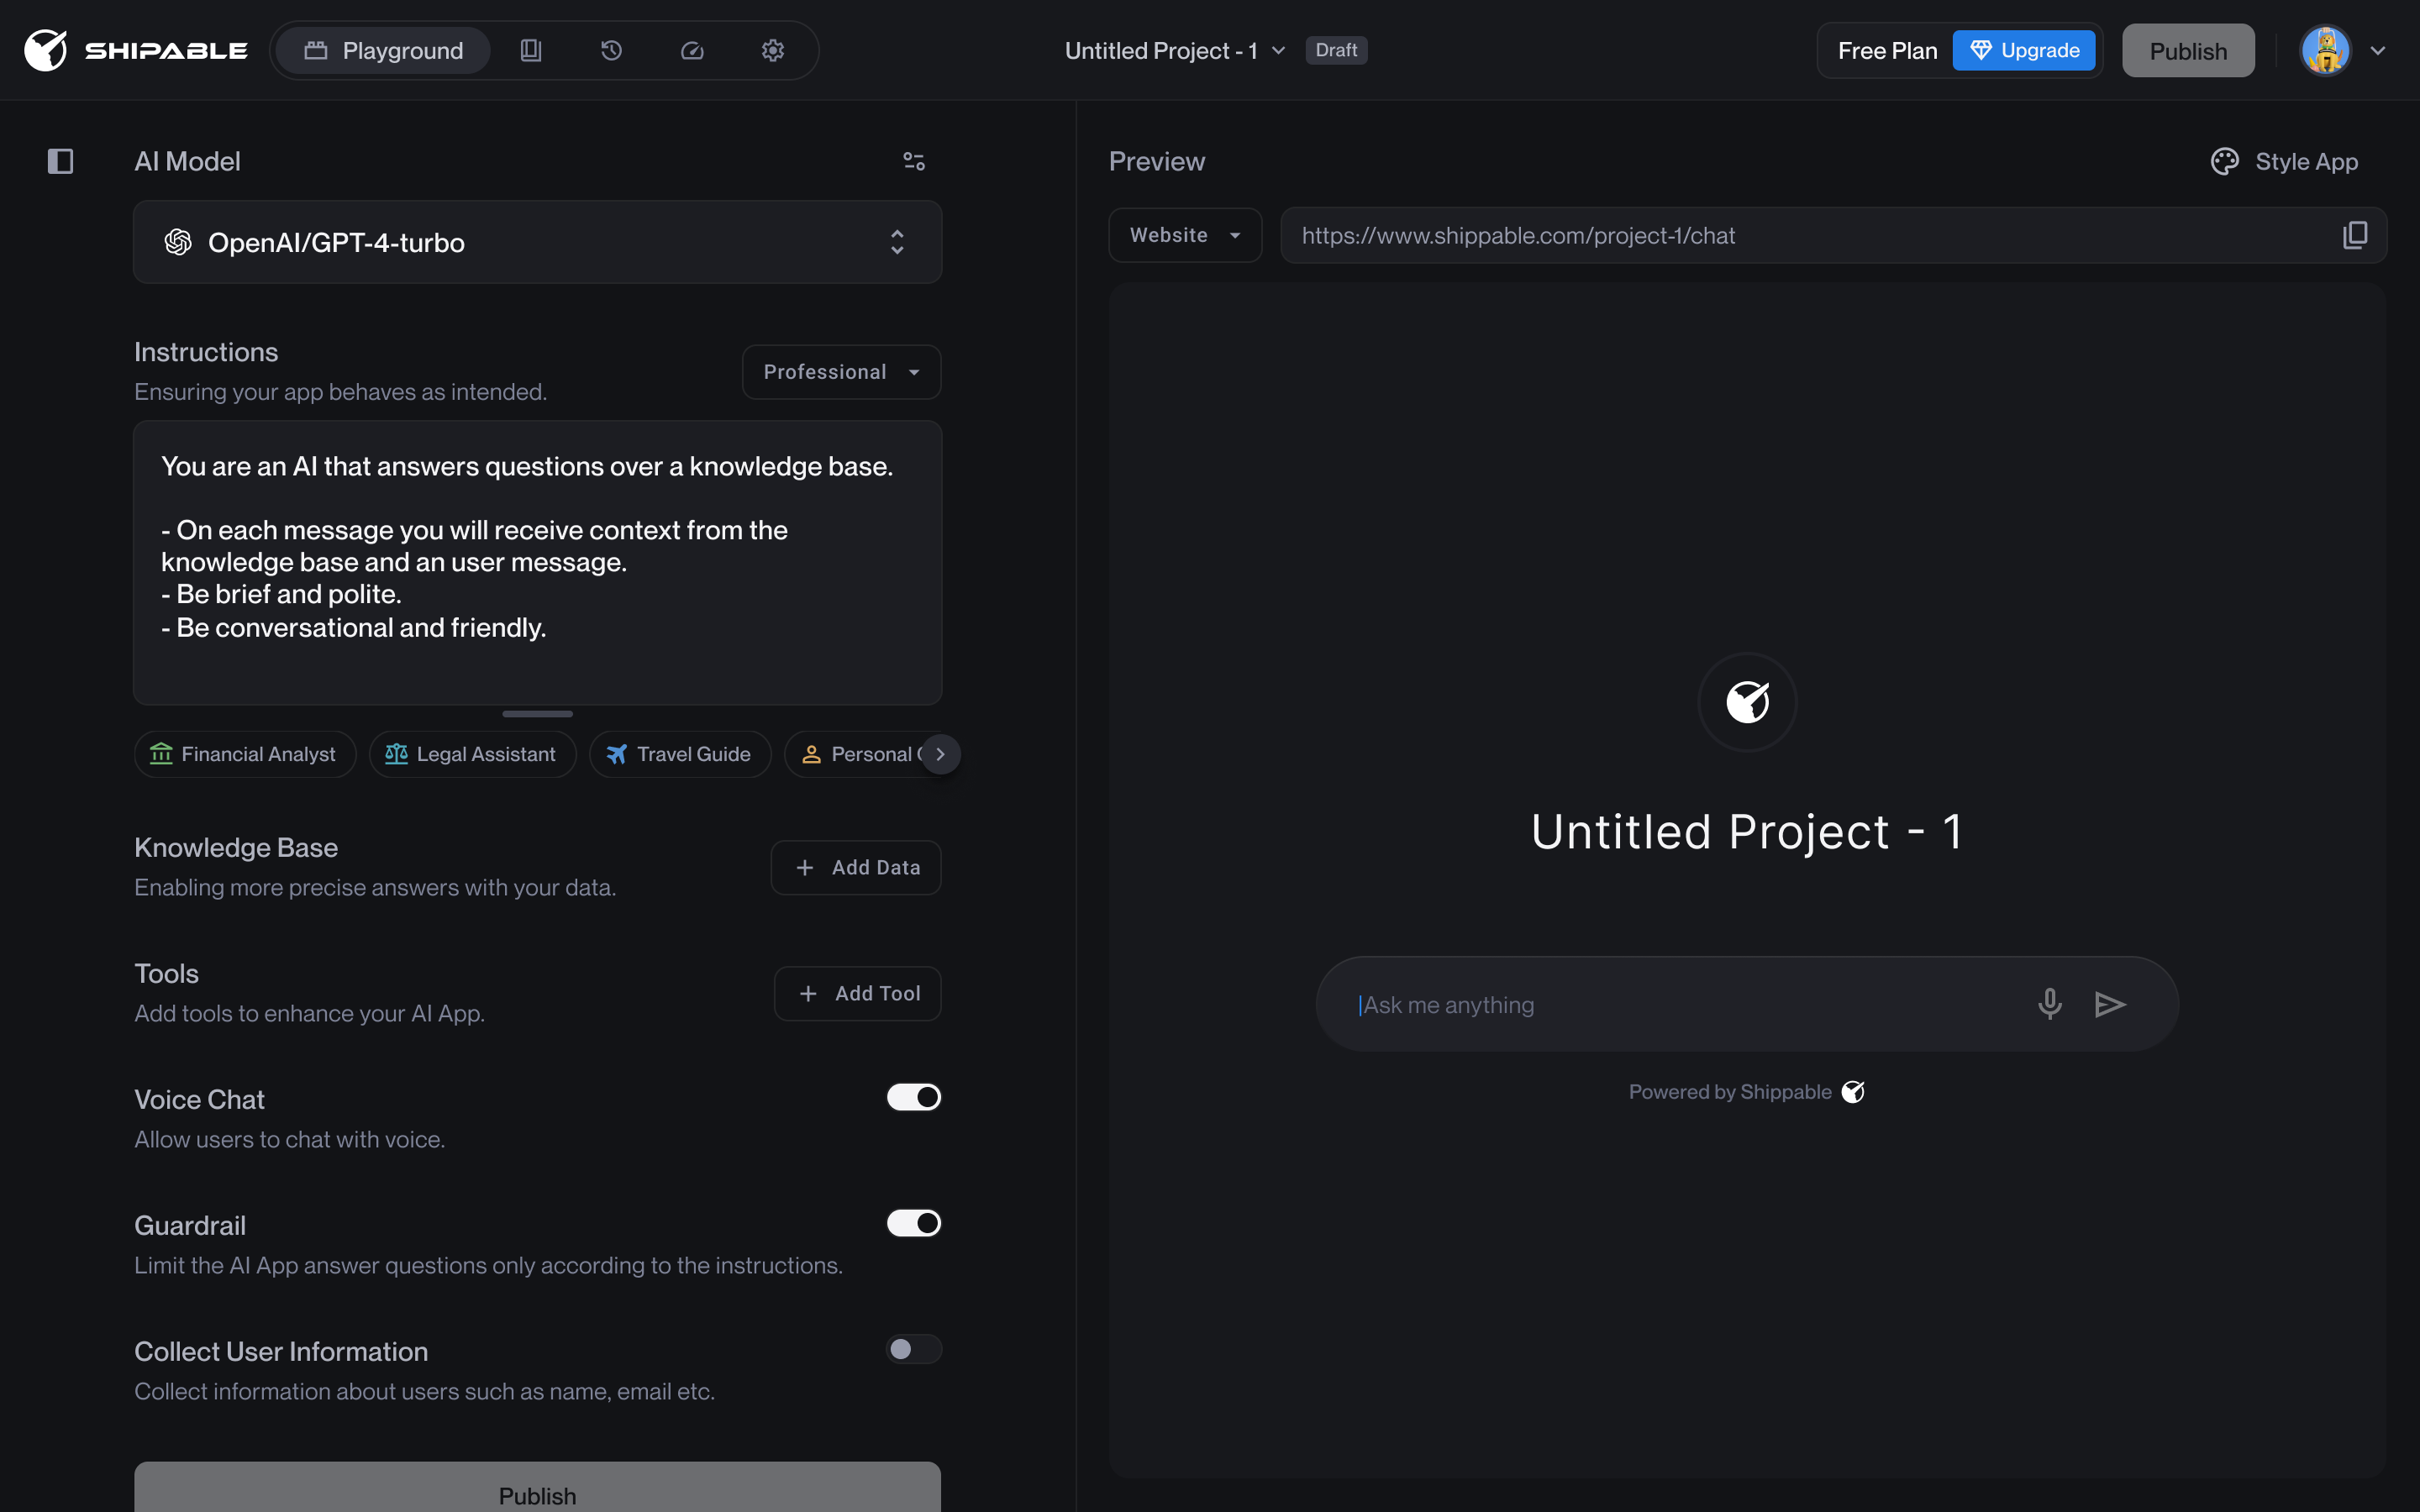 SHIPABLE
Playground
Untitled Project - 1
Draft
Free Plan
Upgrade
Publish
AI Model
OpenAI/GPT-4-turbo
Instructions
Ensuring your app behaves as intended.
Professional
You are an AI that answers questions over a knowledge base.
- On each message you will receive context from the
knowledge base and an user message.
- Be brief and polite.
- Be conversational and friendly.
Financial Analyst
Legal Assistant
Travel Guide
Personal
Knowledge Base
Enabling more precise answers with your data.
Add Data
Tools
Add tools to enhance your AI App.
Add Tool
Voice Chat
Allow users to chat with voice.
Guardrail
Limit the AI App answer questions only according to the instructions.
Collect User Information
Collect information about users such as name, email etc.
Publish
Preview
Style App
Website
https://www.shippable.com/project-1/chat
Untitled Project - 1
Ask me anything
Powered by Shippable